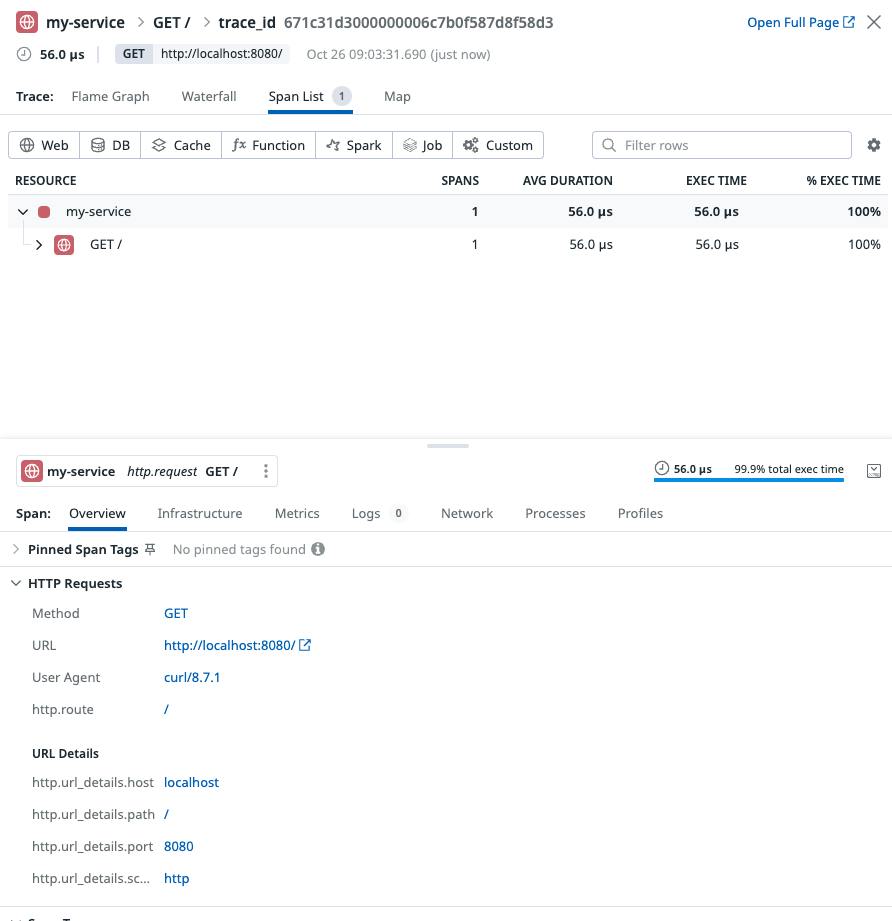 my-service > GET / > trace_id 671c31d3000000006c7b0f587d8f58d3 Open Full Page
56.0 µs | GET http://localhost:8080/ Oct 26 09:03:31.690 (just now)
Trace: Flame Graph Waterfall Span List 1 Map
Web DB Cache Function Spark Job Custom Filter rows
RESOURCE SPANS AVG DURATION EXEC TIME % EXEC TIME
my-service 1 56.0 µs 56.0 µs 100%
GET / 1 56.0 µs 56.0 µs 100%
my-service http.request GET / 56.0 µs 99.9% total exec time
Span: Overview Infrastructure Metrics Logs 0 Network Processes Profiles
Pinned Span Tags No pinned tags found
HTTP Requests
Method GET
URL http://localhost:8080/
User Agent curl/8.7.1
http.route /
URL Details
http.url_details.host localhost
http.url_details.path /
http.url_details.port 8080
http.url_details.sc... http